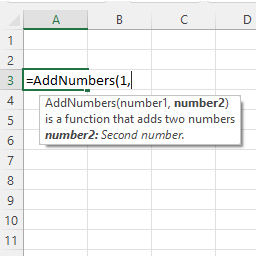 A B C D
1
2
3 =AddNumbers(1,
4 AddNumbers(number1, number2)
5 is a function that adds two numbers
6 number2: Second number.
7
8
9
10
11